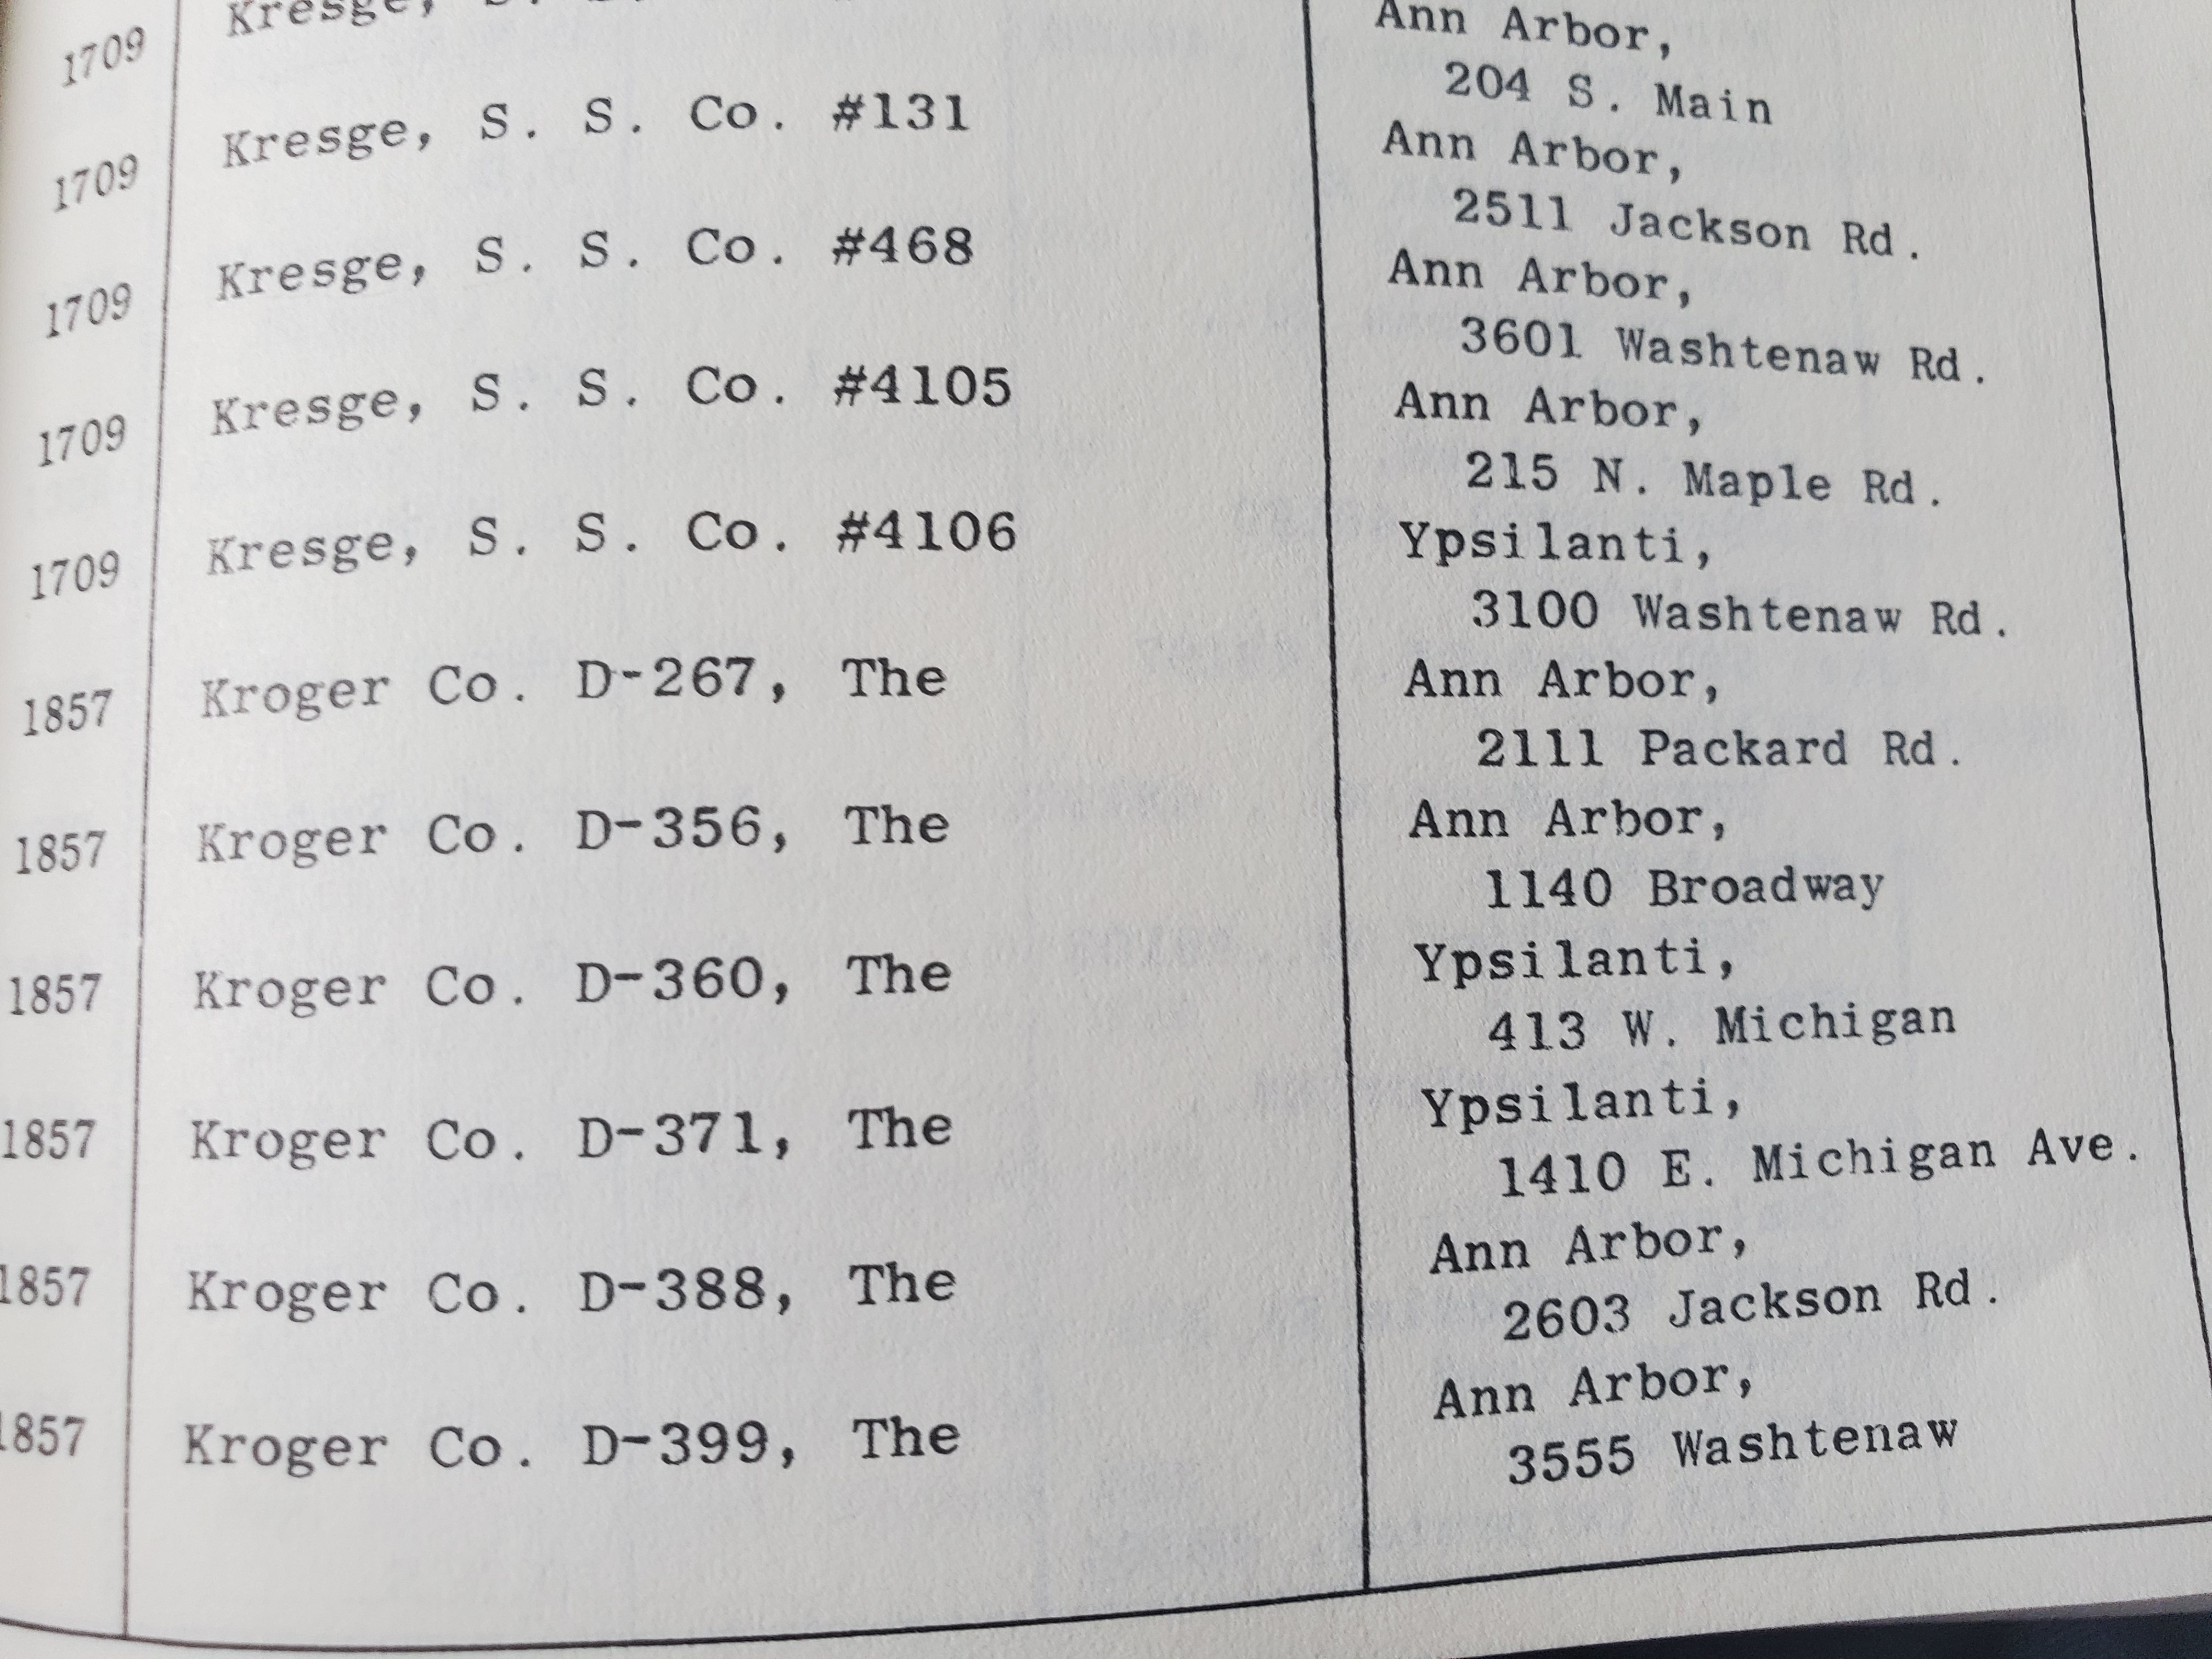 1709 Kresge, S. Ann Arbor,
204 S. Main
1709 Kresge, S. S. Co. #131 Ann Arbor,
2511 Jackson Rd.
1709 Kresge, S. S. Co. #468 Ann Arbor,
3601 Washtenaw Rd.
1709 Kresge, S. S. Co. #4105 Ann Arbor,
215 N. Maple Rd.
1709 Kresge, S. S. Co. #4106 Ypsilanti,
3100 Washtenaw Rd.
1857 Kroger Co. D-267, The Ann Arbor,
2111 Packard Rd.
1857 Kroger Co. D-356, The Ann Arbor,
1140 Broadway
1857 Kroger Co. D-360, The Ypsilanti,
413 W. Michigan
1857 Kroger Co. D-371, The Ypsilanti,
1410 E. Michigan Ave.
1857 Kroger Co. D-388, The Ann Arbor,
2603 Jackson Rd.
1857 Kroger Co. D-399, The Ann Arbor,
3555 Washtenaw